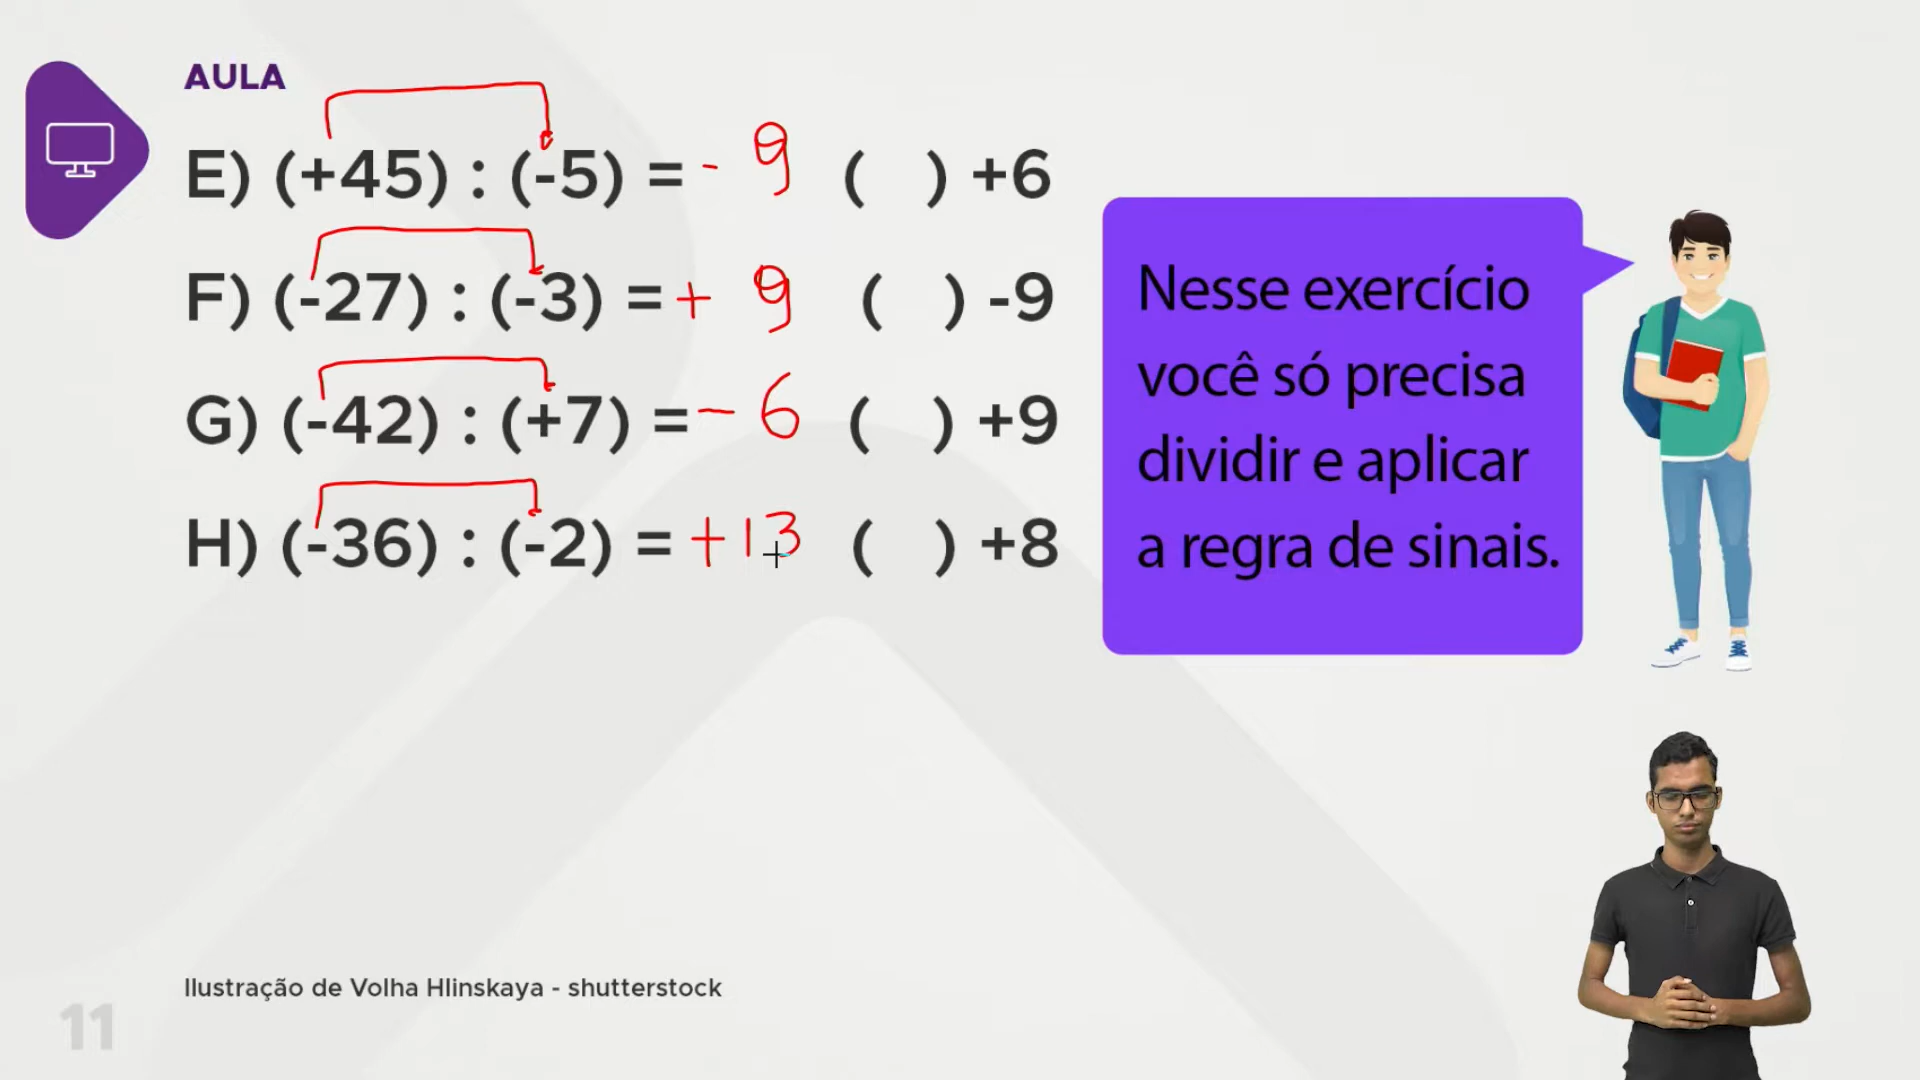 AULA
E) (+45) : (-5) = - 9 ( ) +6
F) (-27) : (-3) = + 9 ( ) -9
G) (-42) : (+7) = - 6 ( ) +9
H) (-36) : (-2) = +13 ( ) +8
Nesse exercício
você só precisa
dividir e aplicar
a regra de sinais.
Ilustração de Volha Hlinskaya - shutterstock
11